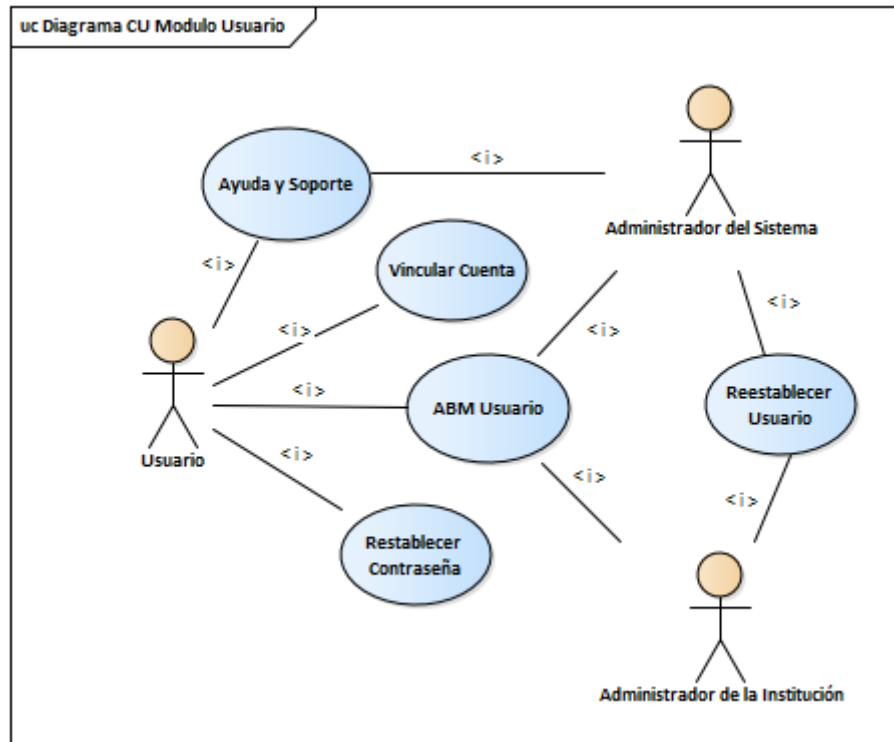 uc Diagrama CU Modulo Usuario
Ayuda y Soporte
<i>
Administrador del Sistema
<i>
Vincular Cuenta
<i>
<i>
<i>
<i>
ABM Usuario
Reestablecer
Usuario
Usuario
<i>
<i>
<i>
Restablecer
Contraseña
Administrador de la Institución